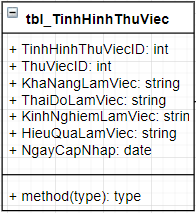 tbl_TinhHinhThuViec
+ TinhHinhThuViecID: int
+ ThuViecID: int
+ KhaNangLamViec: string
+ ThaiDoLamViec: string
+ KinhNghiemLamViec: strin
+ HieuQuaLamViec: string
+ NgayCapNhap: date
+ method(type): type